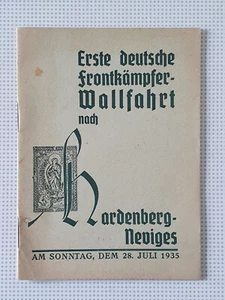 Erste deutsche
Frontkämpfer-
Wallfahrt
nach
Hardenberg-
Neviges
AM SONNTAG, DEM 28. JULI 1935